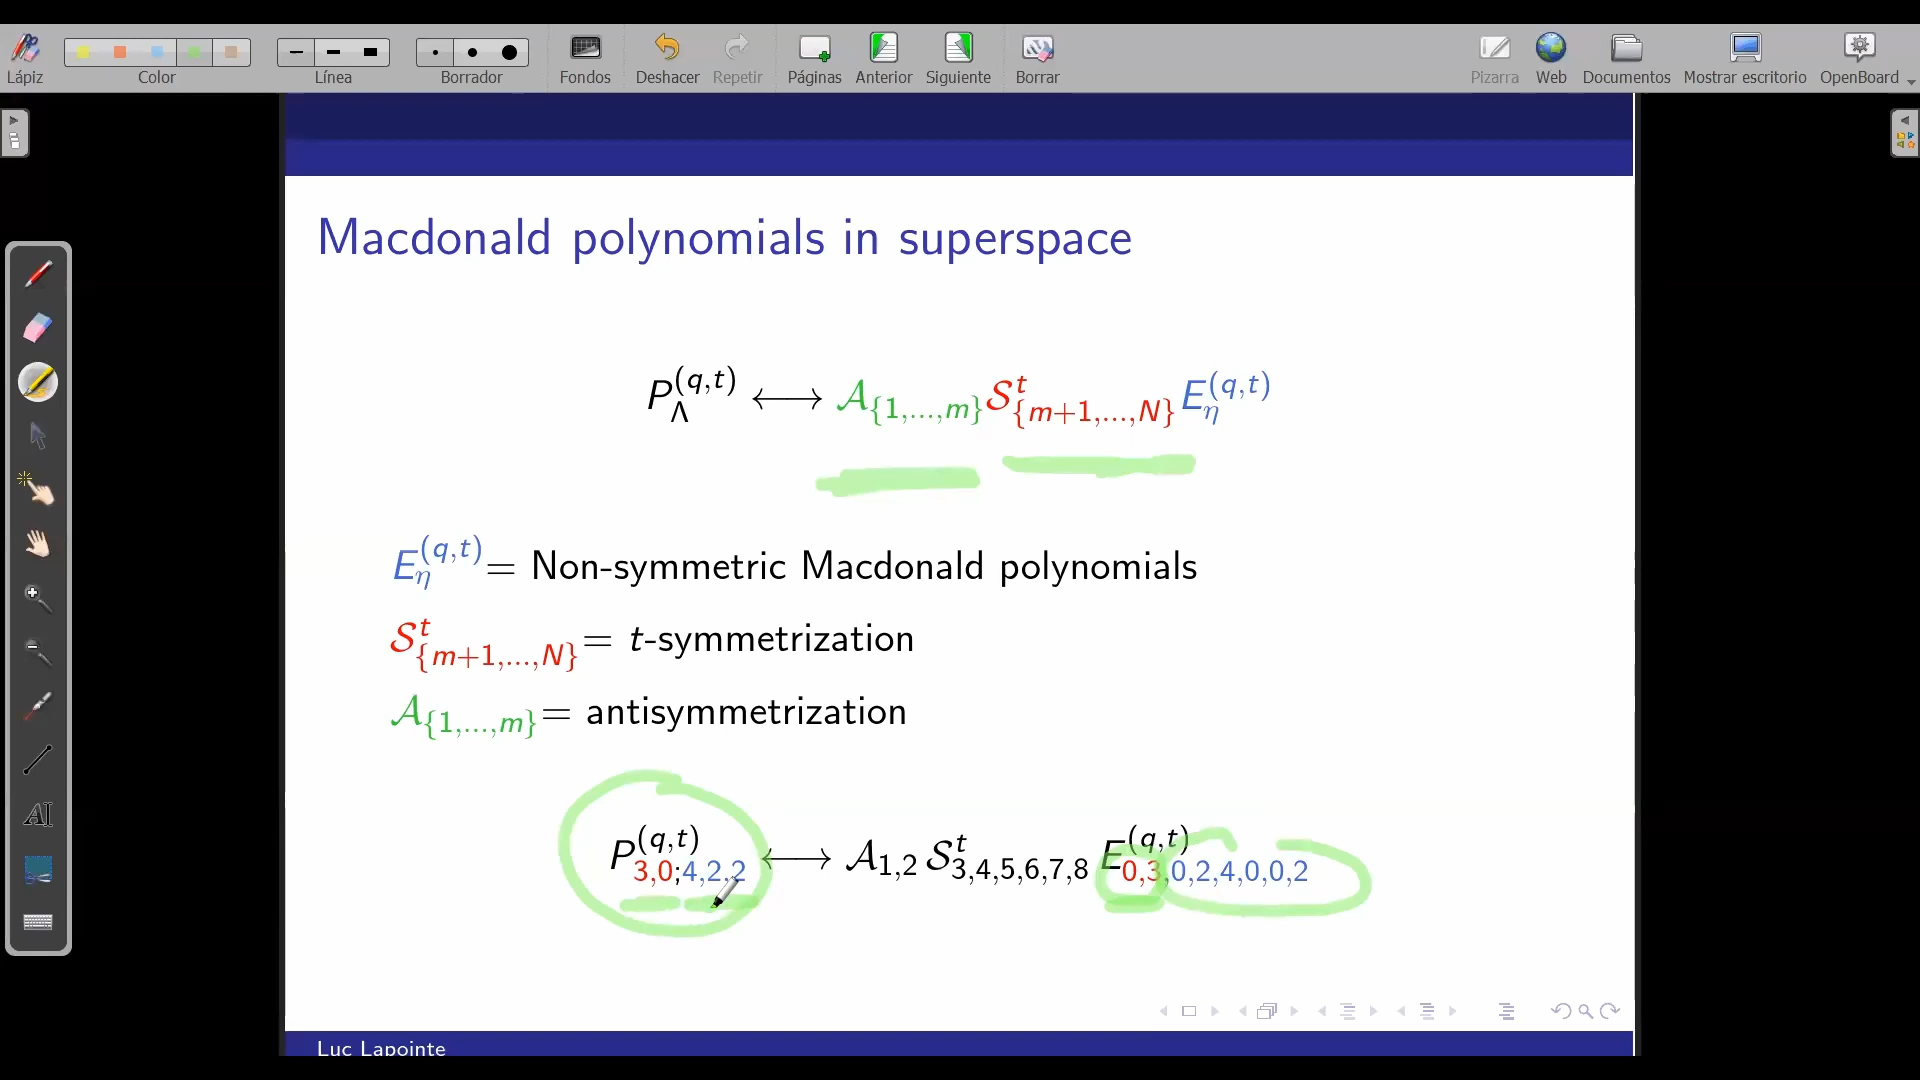 Lápiz Color Línea Borrador Fondos Deshacer Repetir Páginas Anterior Siguiente Borrar Pizarra Web Documentos Mostrar escritorio OpenBoard
Macdonald polynomials in superspace
P_Λ^{(q,t)} ⟷ 𝒜_{{1,...,m}} 𝒮^t_{{m+1,...,N}} E_η^{(q,t)}
E_η^{(q,t)} = Non-symmetric Macdonald polynomials
𝒮^t_{{m+1,...,N}} = t-symmetrization
𝒜_{{1,...,m}} = antisymmetrization
P^{(q,t)}_{3,0;4,2,2} ⟷ 𝒜_{1,2} 𝒮^t_{3,4,5,6,7,8} E^{(q,t)}_{0,3,0,2,4,0,0,2}
Luc Lapointe